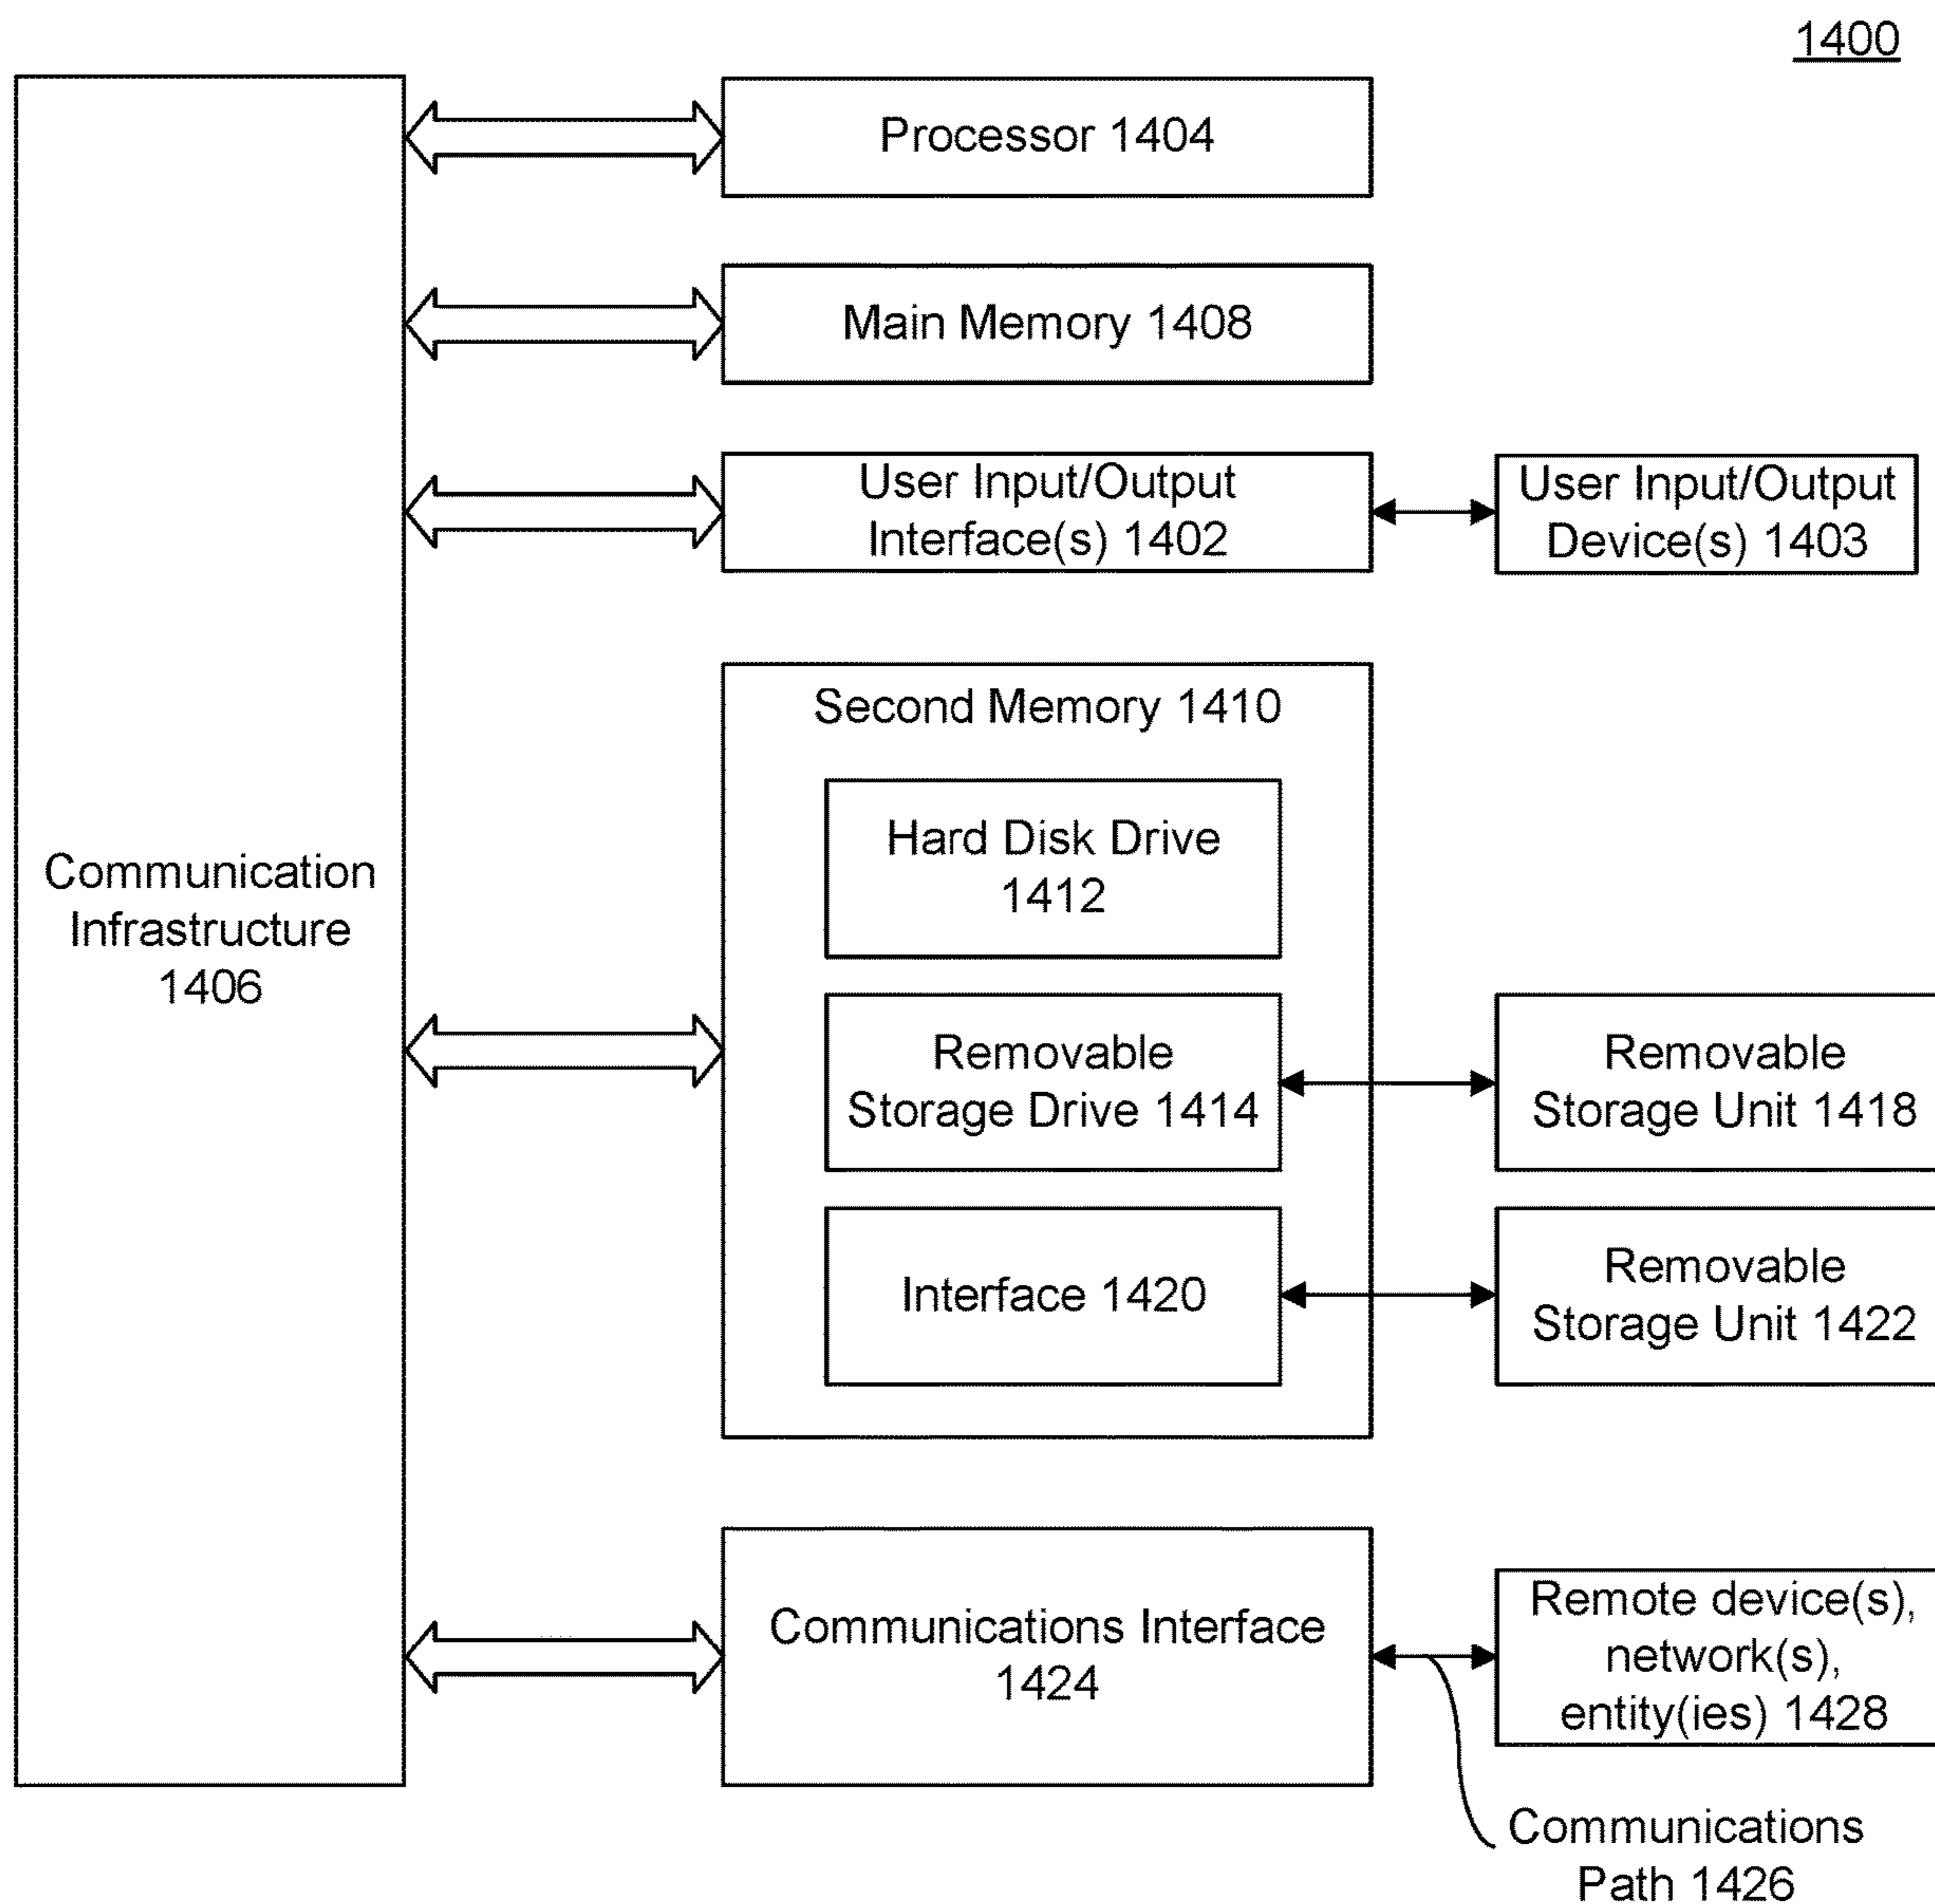 1400
Processor 1404
Main Memory 1408
User Input/Output
Interface(s) 1402
User Input/Output
Device(s) 1403
Communication
Infrastructure
1406
Second Memory 1410
Hard Disk Drive
1412
Removable
Storage Drive 1414
Removable
Storage Unit 1418
Interface 1420
Removable
Storage Unit 1422
Communications Interface
1424
Remote device(s),
network(s),
entity(ies) 1428
Communications
Path 1426